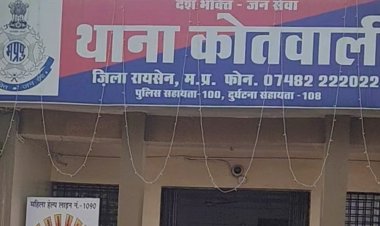 देश भक्ति - जन सेवा
थाना कोतवाली
जिला रायसेन, म.प्र. फोन. 07482 222022
पुलिस सहायता-100, दुर्घटना सहायता -108
महिला हेल्प लाइन नं.-1090